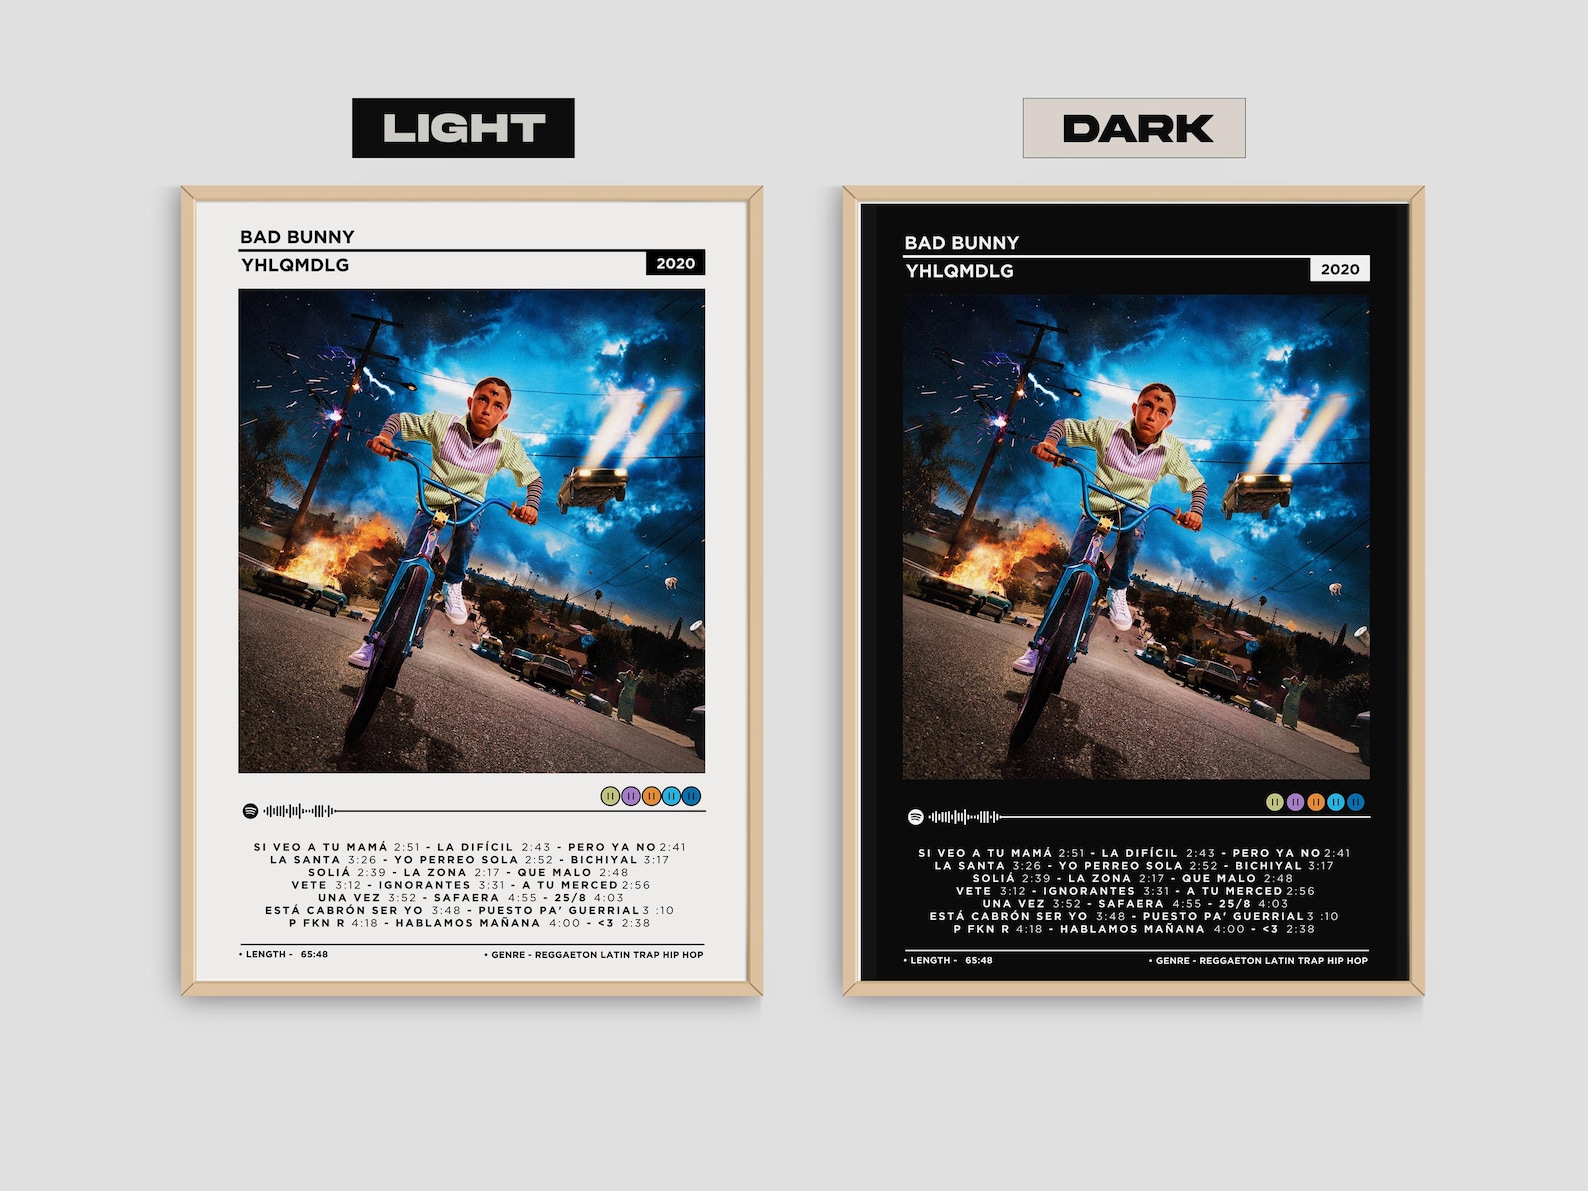 LIGHT
BAD BUNNY
YHLQMDLG
2020
SI VEO A TU MAMÁ 2:51 - LA DIFÍCIL 2:43 - PERO YA NO 2:41
LA SANTA 3:26 - YO PERREO SOLA 2:52 - BICHIYAL 3:17
SOLIÁ 2:39 - LA ZONA 2:17 - QUE MALO 2:48
VETE 3:12 - IGNORANTES 3:31 - A TU MERCED 2:56
UNA VEZ 3:52 - SAFAERA 4:55 - 25/8 4:03
ESTÁ CABRÓN SER YO 3:48 - PUESTO PA' GUERRIAL 3 :10
P FKN R 4:18 - HABLAMOS MAÑANA 4:00 - <3 2:38
• LENGTH - 65:48
• GENRE - REGGAETON LATIN TRAP HIP HOP
DARK
BAD BUNNY
YHLQMDLG
2020
SI VEO A TU MAMÁ 2:51 - LA DIFÍCIL 2:43 - PERO YA NO 2:41
LA SANTA 3:26 - YO PERREO SOLA 2:52 - BICHIYAL 3:17
SOLIÁ 2:39 - LA ZONA 2:17 - QUE MALO 2:48
VETE 3:12 - IGNORANTES 3:31 - A TU MERCED 2:56
UNA VEZ 3:52 - SAFAERA 4:55 - 25/8 4:03
ESTÁ CABRÓN SER YO 3:48 - PUESTO PA' GUERRIAL 3 :10
P FKN R 4:18 - HABLAMOS MAÑANA 4:00 - <3 2:38
• LENGTH - 65:48
• GENRE - REGGAETON LATIN TRAP HIP HOP